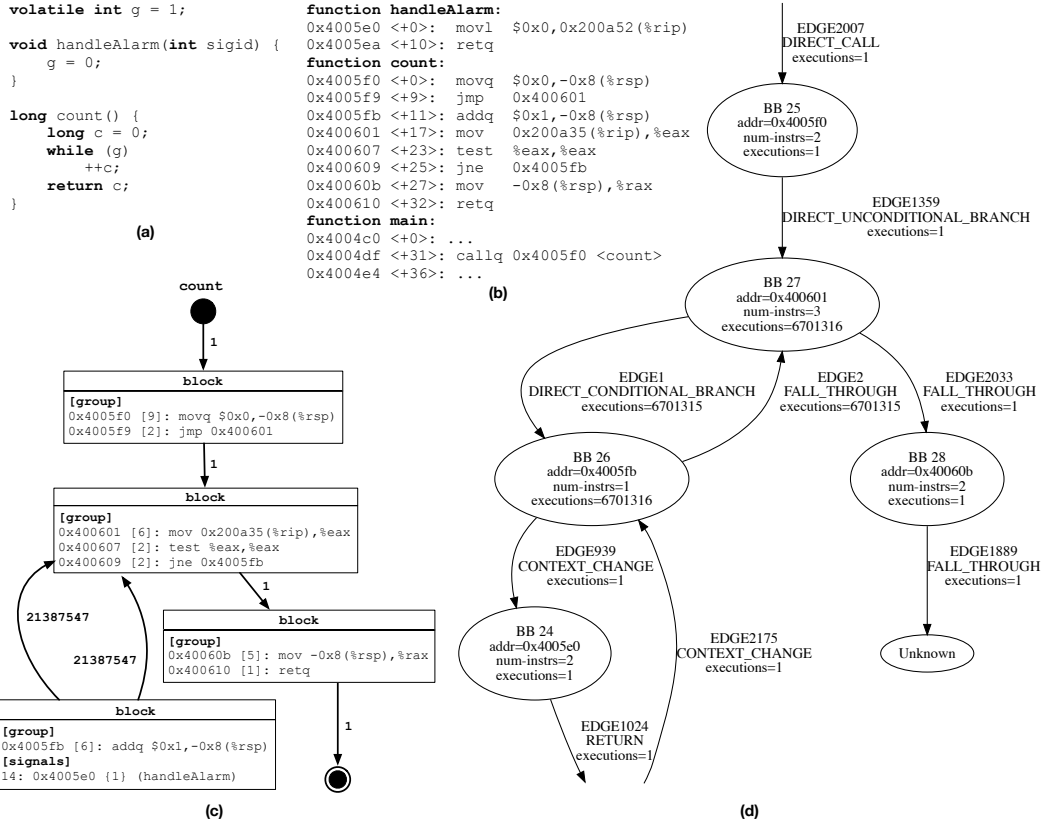 volatile int g = 1;
void handleAlarm(int sigid) {
g = 0;
}
long count() {
long c = 0;
while (g)
++c;
return c;
}
(a)
function handleAlarm:
0x4005e0 <+0>: movl $0x0,0x200a52(%rip)
0x4005ea <+10>: retq
function count:
0x4005f0 <+0>: movq $0x0,-0x8(%rsp)
0x4005f9 <+9>: jmp 0x400601
0x4005fb <+11>: addq $0x1,-0x8(%rsp)
0x400601 <+17>: mov 0x200a35(%rip),%eax
0x400607 <+23>: test %eax,%eax
0x400609 <+25>: jne 0x4005fb
0x40060b <+27>: mov -0x8(%rsp),%rax
0x400610 <+32>: retq
function main:
0x4004c0 <+0>: ...
0x4004df <+31>: callq 0x4005f0 <count>
0x4004e4 <+36>: ...
(b)
count
1
block
[group]
0x4005f0 [9]: movq $0x0,-0x8(%rsp)
0x4005f9 [2]: jmp 0x400601
1
block
[group]
0x400601 [6]: mov 0x200a35(%rip),%eax
0x400607 [2]: test %eax,%eax
0x400609 [2]: jne 0x4005fb
1
21387547
21387547
block
[group]
0x40060b [5]: mov -0x8(%rsp),%rax
0x400610 [1]: retq
1
block
[group]
0x4005fb [6]: addq $0x1,-0x8(%rsp)
[signals]
14: 0x4005e0 {1} (handleAlarm)
(c)
EDGE2007
DIRECT_CALL
executions=1
BB 25
addr=0x4005f0
num-instrs=2
executions=1
EDGE1359
DIRECT_UNCONDITIONAL_BRANCH
executions=1
BB 27
addr=0x400601
num-instrs=3
executions=6701316
EDGE1
DIRECT_CONDITIONAL_BRANCH
executions=6701315
EDGE2
FALL_THROUGH
executions=6701315
EDGE2033
FALL_THROUGH
executions=1
BB 26
addr=0x4005fb
num-instrs=1
executions=6701316
BB 28
addr=0x40060b
num-instrs=2
executions=1
EDGE939
CONTEXT_CHANGE
executions=1
EDGE1889
FALL_THROUGH
executions=1
BB 24
addr=0x4005e0
num-instrs=2
executions=1
EDGE2175
CONTEXT_CHANGE
executions=1
Unknown
EDGE1024
RETURN
executions=1
(d)